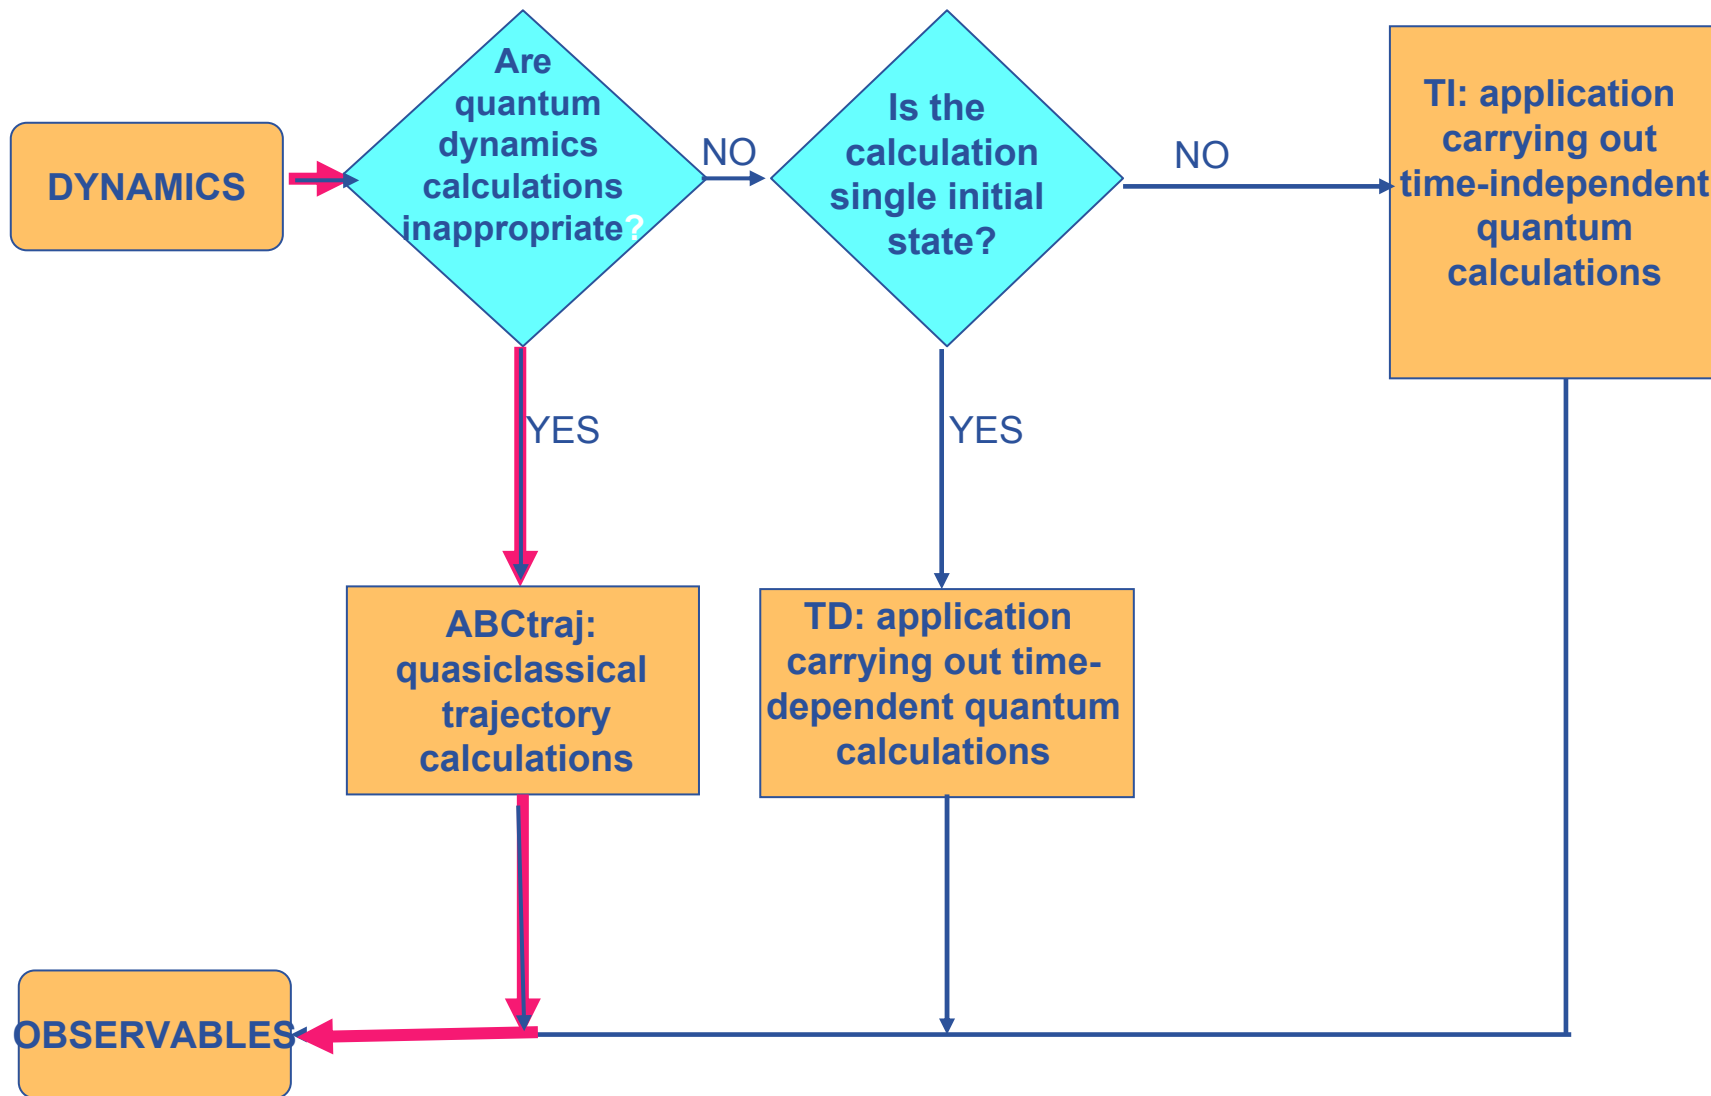 DYNAMICS
Are
quantum
dynamics
calculations
inappropriate?
NO
Is the
calculation
single initial
state?
NO
TI: application
carrying out
time-independent
quantum
calculations
YES
YES
ABCtraj:
quasiclassical
trajectory
calculations
TD: application
carrying out time-
dependent quantum
calculations
OBSERVABLES